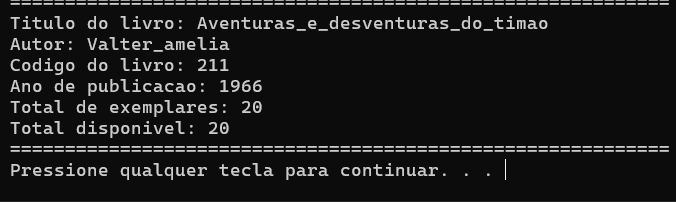 ============================================================
Titulo do livro: Aventuras_e_desventuras_do_timao
Autor: Valter_amelia
Codigo do livro: 211
Ano de publicacao: 1966
Total de exemplares: 20
Total disponivel: 20
============================================================
Pressione qualquer tecla para continuar. . .